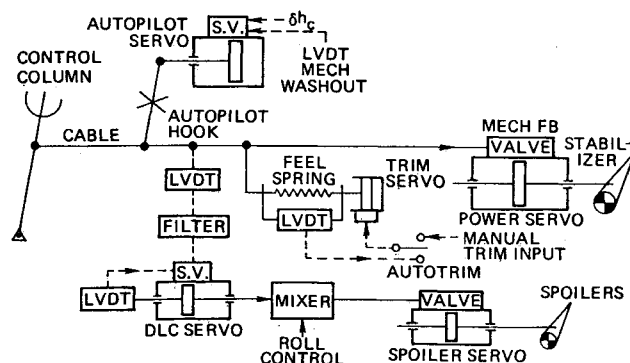 AUTOPILOT
SERVO
S.V.
δhc
LVDT
MECH
WASHOUT
CONTROL
COLUMN
AUTOPILOT
HOOK
CABLE
MECH FB
VALVE
STABIL-
IZER
POWER SERVO
LVDT
FEEL
SPRING
TRIM
SERVO
LVDT
FILTER
MANUAL
TRIM INPUT
AUTOTRIM
S.V.
LVDT
DLC SERVO
MIXER
ROLL
CONTROL
VALVE
SPOILER SERVO
SPOILERS